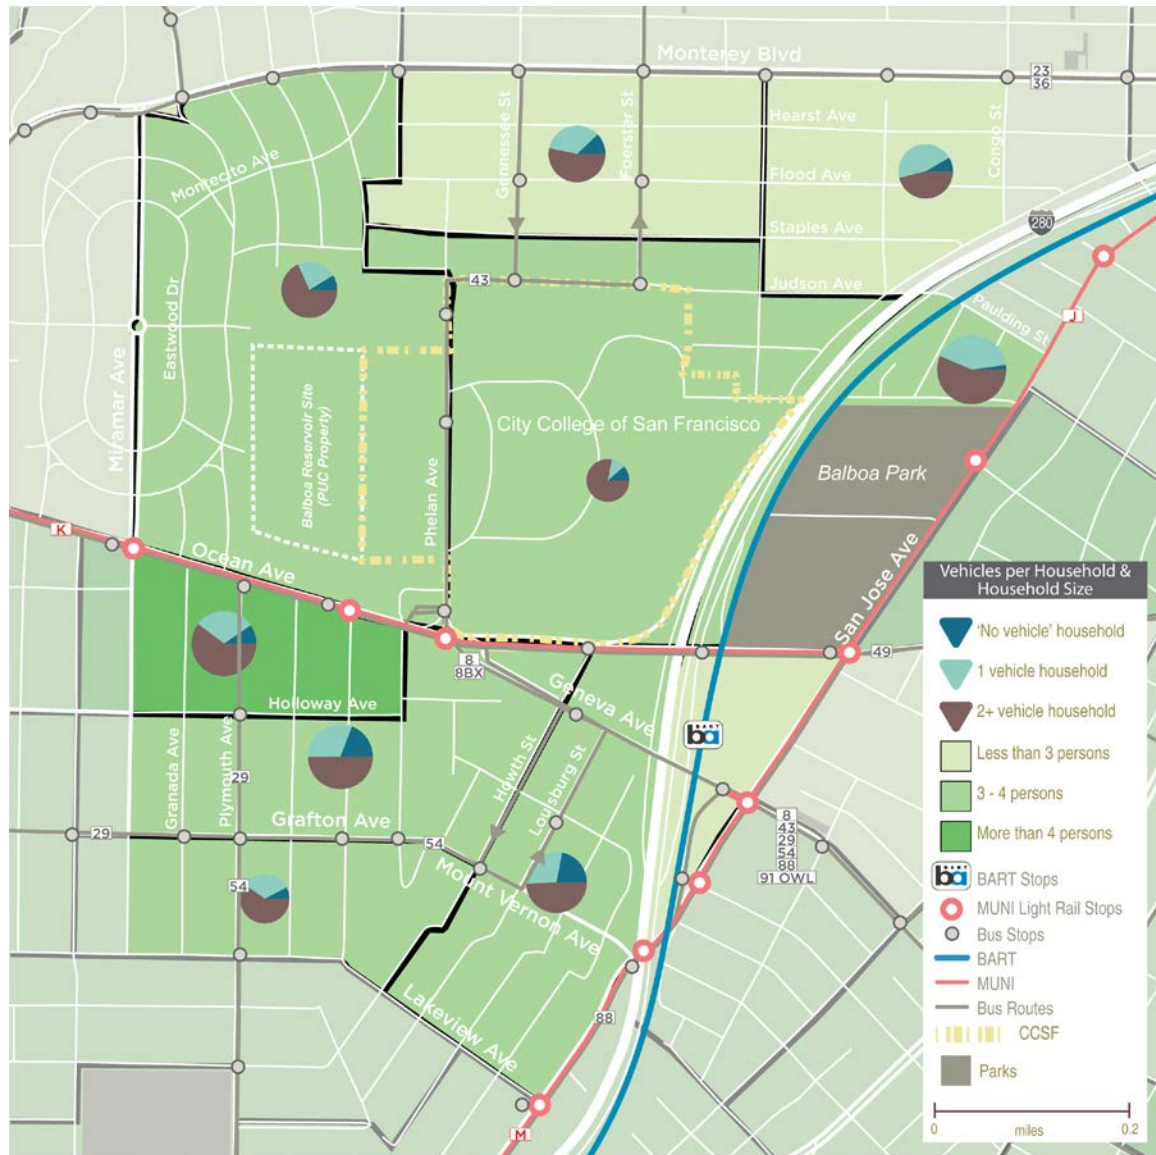 Monterey Blvd
23
36
Gennessee St
Foerster St
Hearst Ave
Congo St
Montecito Ave
Flood Ave
Staples Ave
280
43
Judson Ave
Eastwood Dr
Miramar Ave
Paulding St
J
Balboa Reservoir Site
(PUC Property)
Phelan Ave
City College of San Francisco
Balboa Park
K
Ocean Ave
San Jose Ave
49
8
8BX
Geneva Ave
Holloway Ave
Granada Ave
Plymouth Ave
29
Howth St
Louisburg St
BART
ba
29
Grafton Ave
54
Mount Vernon Ave
54
8
43
29
54
88
91 OWL
88
Lakeview Ave
M
Vehicles per Household &
Household Size
'No vehicle' household
1 vehicle household
2+ vehicle household
Less than 3 persons
3 - 4 persons
More than 4 persons
BART
ba
BART Stops
MUNI Light Rail Stops
Bus Stops
BART
MUNI
Bus Routes
CCSF
Parks
0
miles
0.2